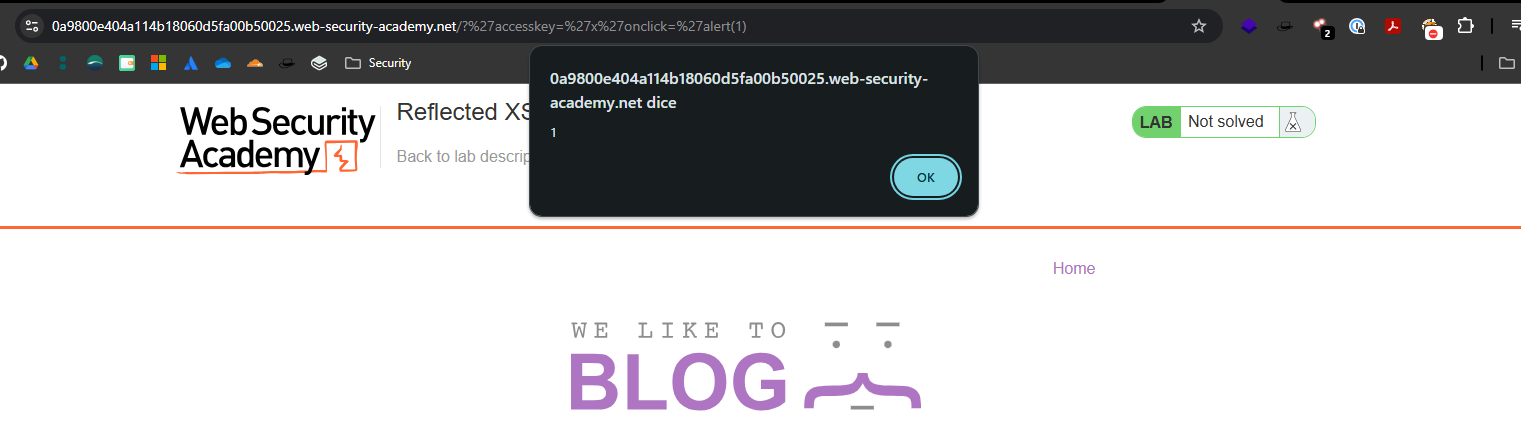 0a9800e404a114b18060d5fa00b50025.web-security-academy.net/?%27accesskey=%27x%27onclick=%27alert(1)
2
Security
0a9800e404a114b18060d5fa00b50025.web-security-
academy.net dice
1
OK
Web Security
Academy
Reflected XS
Back to lab descrip
LAB Not solved
Home
WE LIKE TO
BLOG